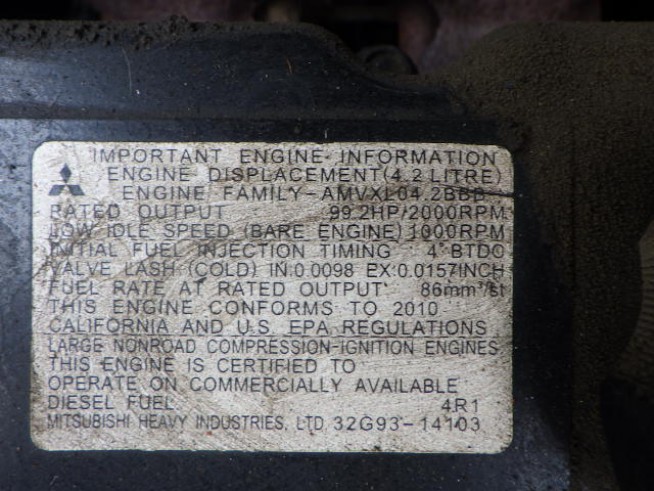 IMPORTANT ENGINE INFORMATION
ENGINE DISPLACEMENT(4.2 LITRE)
ENGINE FAMILY-AMVXL04.2BBB
RATED OUTPUT 99.2HP/2000RPM
LOW IDLE SPEED (BARE ENGINE) 1000RPM
INITIAL FUEL INJECTION TIMING 4° BTDC
VALVE LASH (COLD) IN:0.0098 EX:0.0157INCH
FUEL RATE AT RATED OUTPUT 86mm³/st
THIS ENGINE CONFORMS TO 2010
CALIFORNIA AND U.S. EPA REGULATIONS
LARGE NONROAD COMPRESSION-IGNITION ENGINES
THIS ENGINE IS CERTIFIED TO
OPERATE ON COMMERCIALLY AVAILABLE
DIESEL FUEL 4R1
MITSUBISHI HEAVY INDUSTRIES, LTD. 32G93-14103